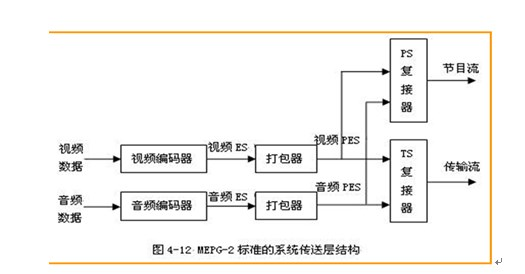 PS
复
接
器
节目流
视频
数据
视频编码器
视频 ES
打包器
视频 PES
TS
复
接
器
传输流
音频
数据
音频编码器
音频 ES
打包器
音频 PES
图 4-12 MEPG-2 标准的系统传送层结构